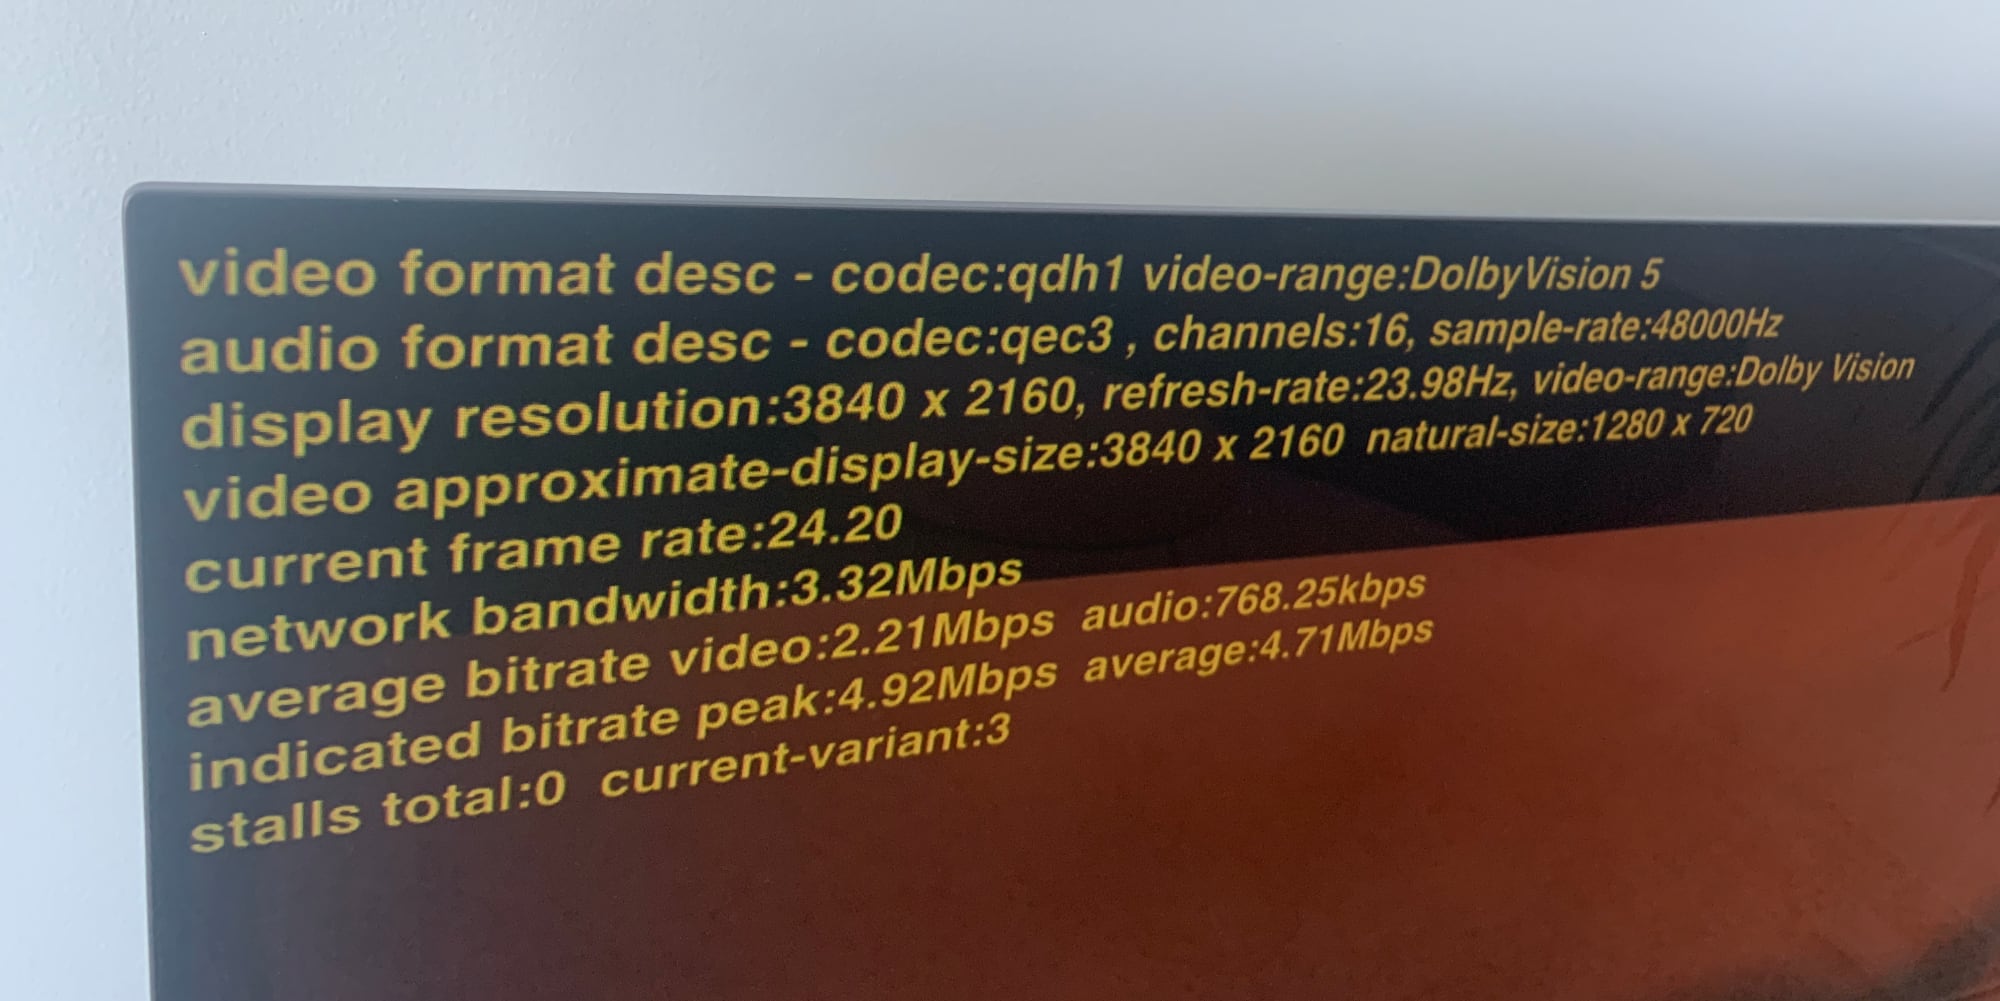 video format desc - codec:qdh1 video-range:DolbyVision 5
audio format desc - codec:qec3 , channels:16, sample-rate:48000Hz
display resolution:3840 x 2160, refresh-rate:23.98Hz, video-range:Dolby Vision
video approximate-display-size:3840 x 2160 natural-size:1280 x 720
current frame rate:24.20
network bandwidth:3.32Mbps
average bitrate video:2.21Mbps audio:768.25kbps
indicated bitrate peak:4.92Mbps average:4.71Mbps
stalls total:0 current-variant:3